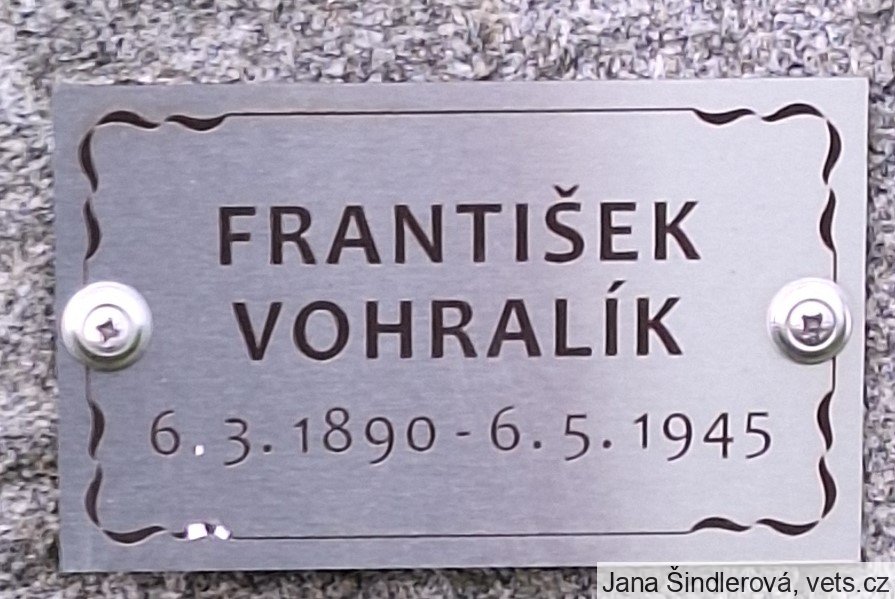 FRANTIŠEK
VOHRALÍK
6.3.1890 - 6.5.1945
Jana Šindlerová, vets.cz